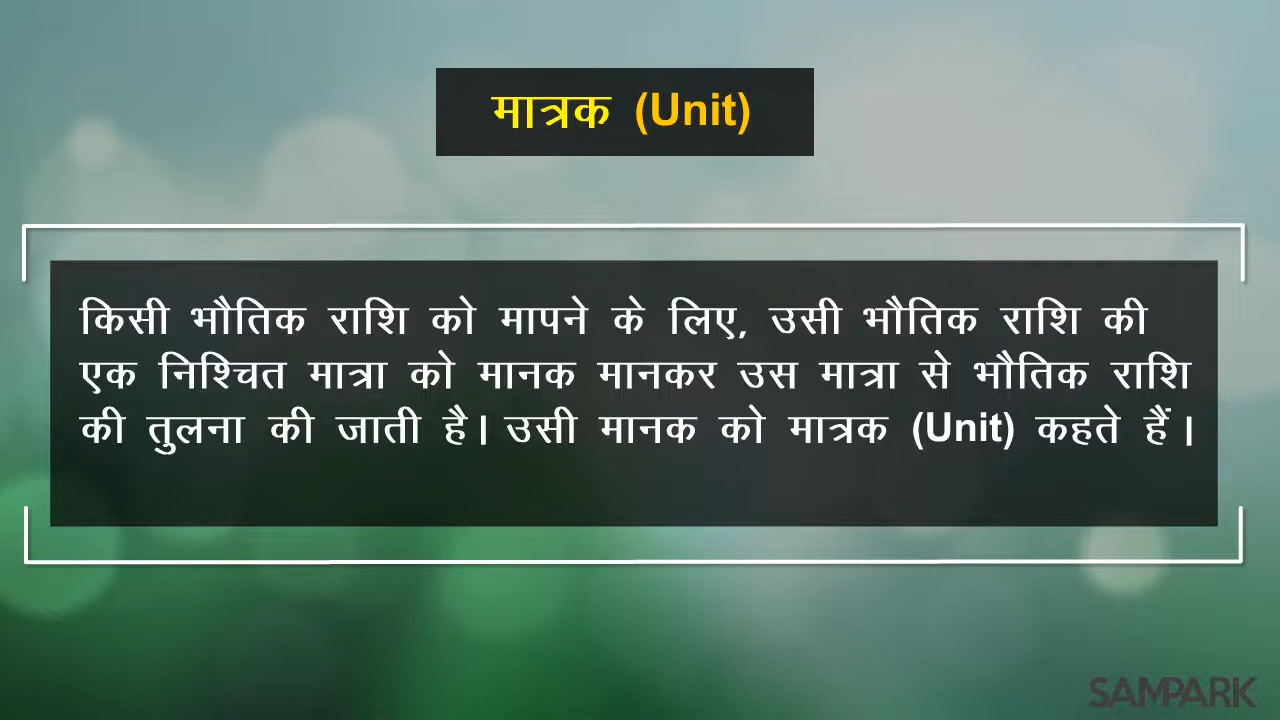 मात्रक (Unit)
किसी भौतिक राशि को मापने के लिए, उसी भौतिक राशि की
एक निश्चित मात्रा को मानक मानकर उस मात्रा से भौतिक राशि
की तुलना की जाती है। उसी मानक को मात्रक (Unit) कहते हैं।
SAMPARK